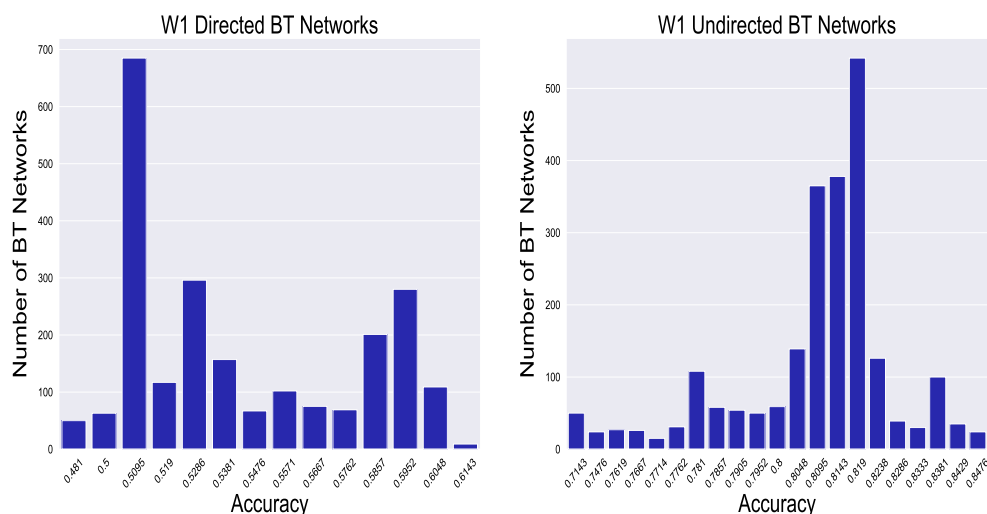 W1 Directed BT Networks
Number of BT Networks
700
600
500
400
300
200
100
0
0.481 0.5 0.5095 0.519 0.5286 0.5381 0.5476 0.5571 0.5667 0.5762 0.5857 0.5952 0.6048 0.6143
Accuracy
W1 Undirected BT Networks
Number of BT Networks
500
400
300
200
100
0
0.7143 0.7476 0.7619 0.7667 0.7714 0.7762 0.781 0.7857 0.7905 0.7952 0.8 0.8048 0.8095 0.8143 0.819 0.8238 0.8286 0.8333 0.8381 0.8429 0.8476
Accuracy